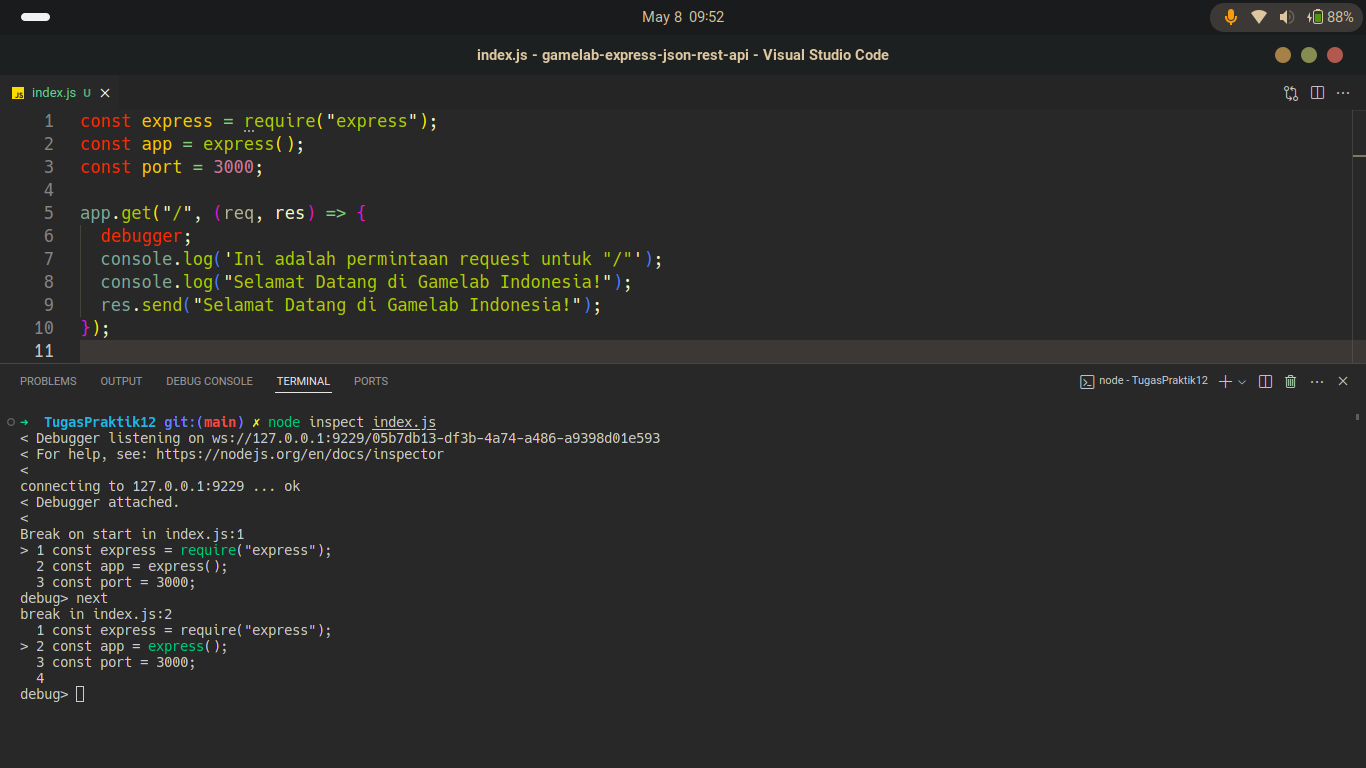 May 8 09:52
88%
index.js - gamelab-express-json-rest-api - Visual Studio Code
JS index.js U
1 const express = require("express");
2 const app = express();
3 const port = 3000;
4
5 app.get("/", (req, res) => {
6 debugger;
7 console.log('Ini adalah permintaan request untuk "/"');
8 console.log("Selamat Datang di Gamelab Indonesia!");
9 res.send("Selamat Datang di Gamelab Indonesia!");
10 });
11
PROBLEMS OUTPUT DEBUG CONSOLE TERMINAL PORTS node - TugasPraktik12
➜ TugasPraktik12 git:(main) ✗ node inspect index.js
< Debugger listening on ws://127.0.0.1:9229/05b7db13-df3b-4a74-a486-a9398d01e593
< For help, see: https://nodejs.org/en/docs/inspector
<
connecting to 127.0.0.1:9229 ... ok
< Debugger attached.
<
Break on start in index.js:1
> 1 const express = require("express");
2 const app = express();
3 const port = 3000;
debug> next
break in index.js:2
1 const express = require("express");
> 2 const app = express();
3 const port = 3000;
4
debug>